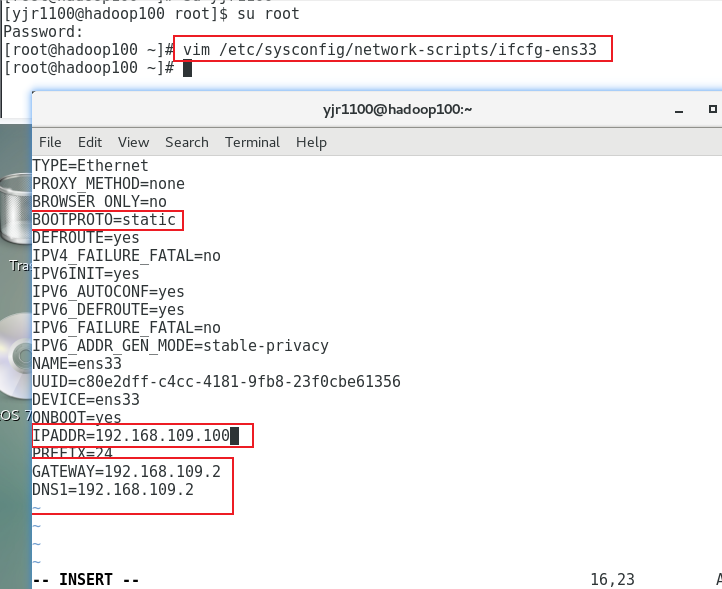 [yjr1100@hadoop100 root]$ su root
Password:
[root@hadoop100 ~]# vim /etc/sysconfig/network-scripts/ifcfg-ens33
[root@hadoop100 ~]#
yjr1100@hadoop100:~
File Edit View Search Terminal Help
TYPE=Ethernet
PROXY_METHOD=none
BROWSER_ONLY=no
BOOTPROTO=static
DEFROUTE=yes
IPV4_FAILURE_FATAL=no
IPV6INIT=yes
IPV6_AUTOCONF=yes
IPV6_DEFROUTE=yes
IPV6_FAILURE_FATAL=no
IPV6_ADDR_GEN_MODE=stable-privacy
NAME=ens33
UUID=c80e2dff-c4cc-4181-9fb8-23f0cbe61356
DEVICE=ens33
ONBOOT=yes
IPADDR=192.168.109.100
PREFIX=24
GATEWAY=192.168.109.2
DNS1=192.168.109.2
~
~
~
~
-- INSERT --
16,23
Tra
OS 7